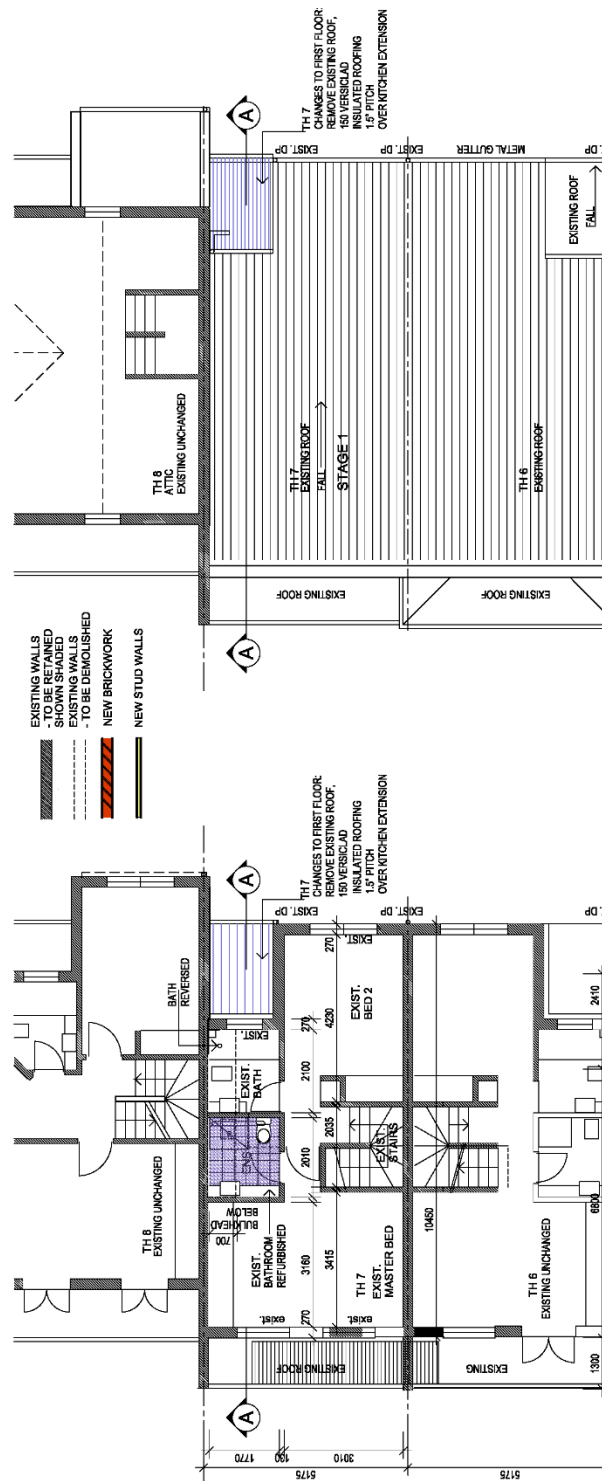 EXISTING WALLS
- TO BE RETAINED
SHOWN SHADED
EXISTING WALLS
- TO BE DEMOLISHED
NEW BRICKWORK
NEW STUD WALLS
TH 8
EXISTING UNCHANGED
BATH
REVERSED
A
A
TH 7
CHANGES TO FIRST FLOOR:
REMOVE EXISTING ROOF,
150 VERSICLAD
INSULATED ROOFING
1.5° PITCH
OVER KITCHEN EXTENSION
EXIST. DP
EXIST. DP
EXIST.
EXIST.
BATH
ENS
EXIST.
BATHROOM
REFURBISHED
BULKHEAD
BELOW
700
EXIST.
BED 2
EXIST.
EXIST.
STAIRS
TH 7
EXIST.
MASTER BED
exist.
exist.
EXISTING ROOF
EXISTING
270
3160
2010
2100
270
270
3415
2035
4230
270
1770
130
3010
5175
5175
10450
TH 6
EXISTING UNCHANGED
6800
2410
1300
DP
TH 8
ATTIC
EXISTING UNCHANGED
A
A
TH 7
CHANGES TO FIRST FLOOR:
REMOVE EXISTING ROOF,
150 VERSICLAD
INSULATED ROOFING
1.5° PITCH
OVER KITCHEN EXTENSION
EXIST. DP
EXIST. DP
METAL GUTTER
DP
TH 7
EXISTING ROOF
FALL
STAGE 1
TH 6
EXISTING ROOF
EXISTING ROOF
FALL
EXISTING ROOF
EXISTING ROOF